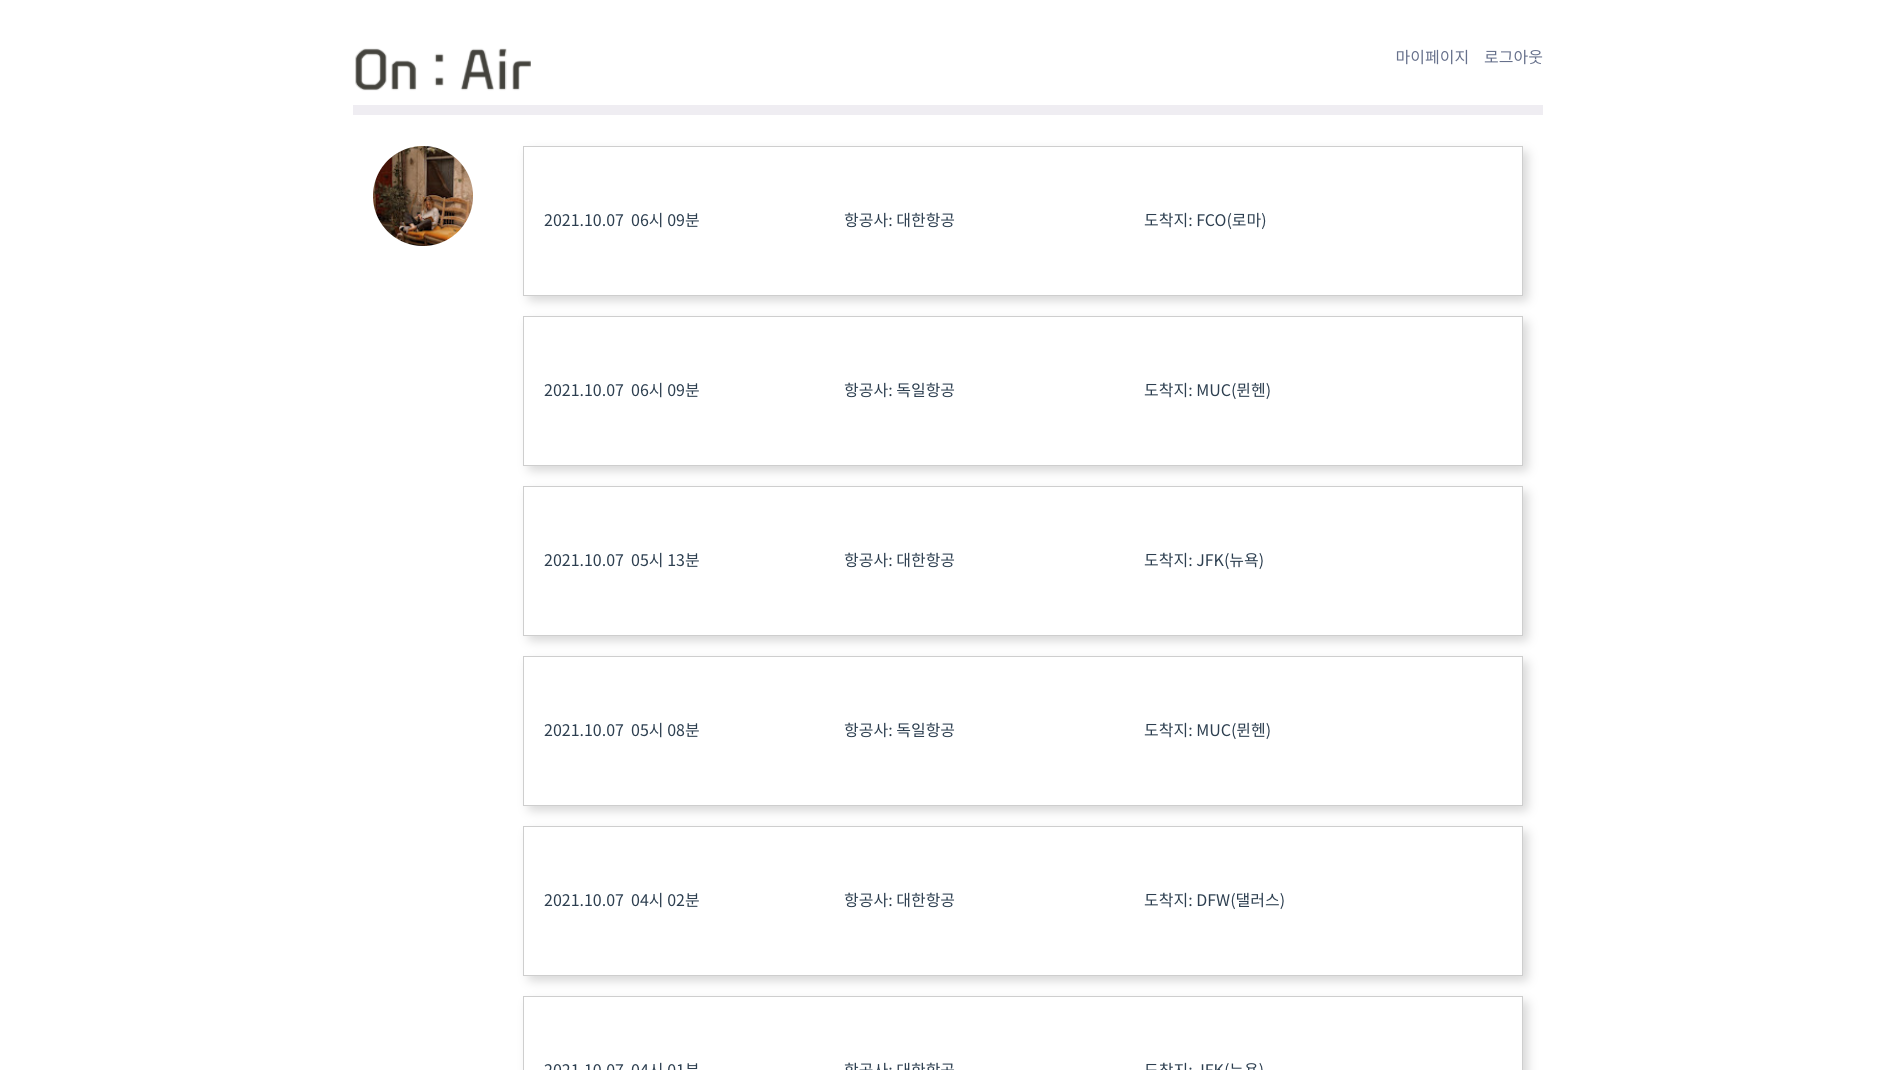 On : Air
마이페이지 로그아웃
2021.10.07 06시 09분 항공사: 대한항공 도착지: FCO(로마)
2021.10.07 06시 09분 항공사: 독일항공 도착지: MUC(뮌헨)
2021.10.07 05시 13분 항공사: 대한항공 도착지: JFK(뉴욕)
2021.10.07 05시 08분 항공사: 독일항공 도착지: MUC(뮌헨)
2021.10.07 04시 02분 항공사: 대한항공 도착지: DFW(댈러스)
2021.10.07 04시 01분 항공사: 대한항공 도착지: JFK(뉴욕)